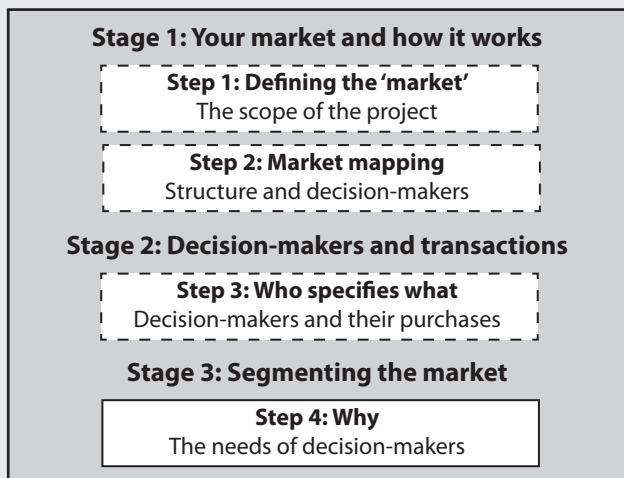 Stage 1: Your market and how it works
Step 1: Defining the ‘market’
The scope of the project
Step 2: Market mapping
Structure and decision-makers
Stage 2: Decision-makers and transactions
Step 3: Who specifies what
Decision-makers and their purchases
Stage 3: Segmenting the market
Step 4: Why
The needs of decision-makers